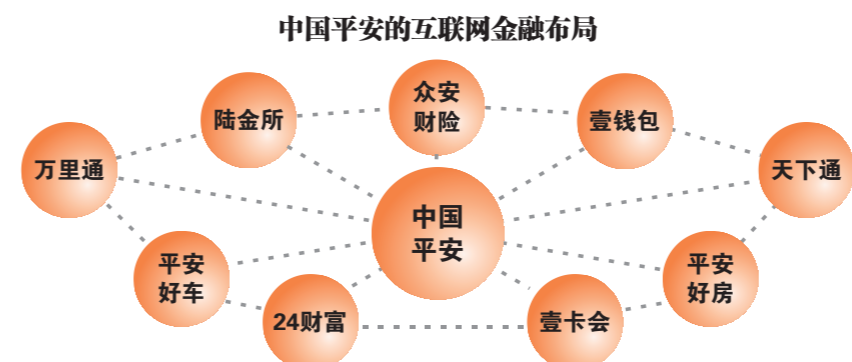 中国平安的互联网金融布局
众安
财险
陆金所
壹钱包
万里通
天下通
中国
平安
平安
好车
平安
好房
24财富
壹卡会